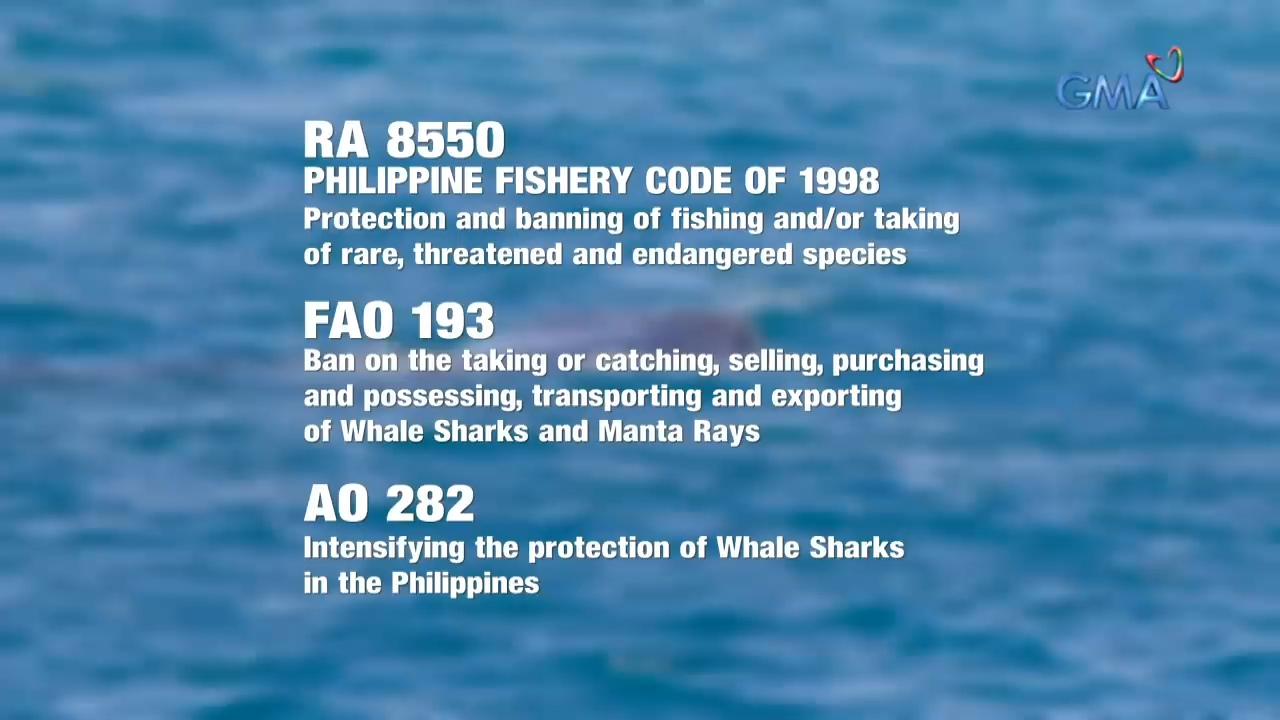 GMA
RA 8550
PHILIPPINE FISHERY CODE OF 1998
Protection and banning of fishing and/or taking
of rare, threatened and endangered species
FAO 193
Ban on the taking or catching, selling, purchasing
and possessing, transporting and exporting
of Whale Sharks and Manta Rays
AO 282
Intensifying the protection of Whale Sharks
in the Philippines